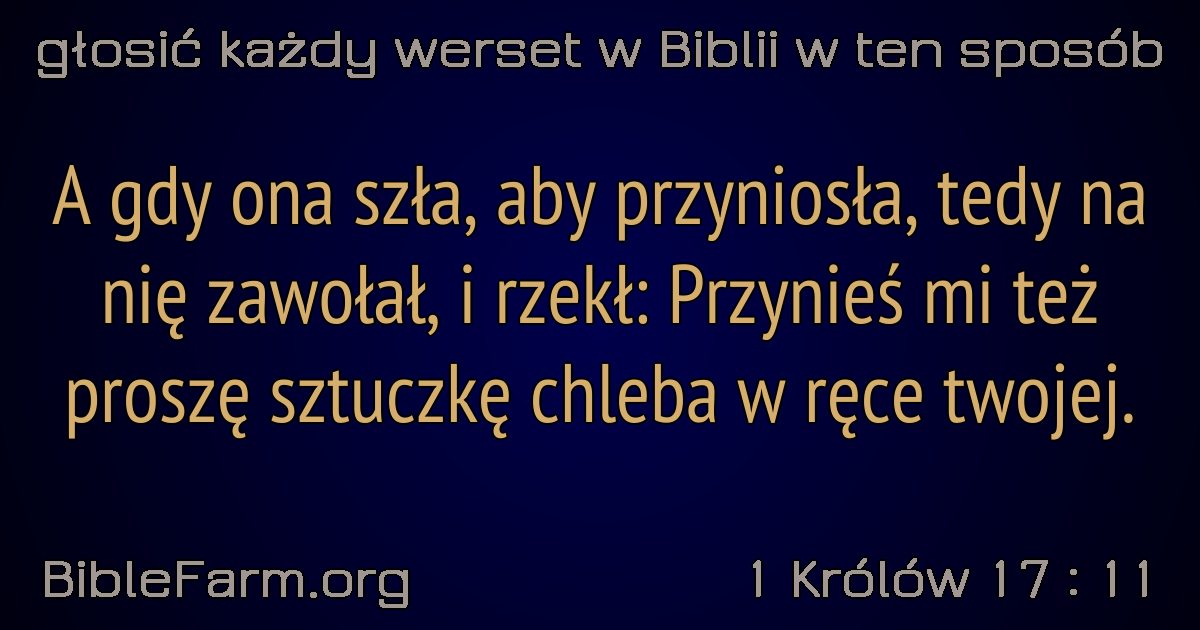 głosić każdy werset w Biblii w ten sposób
A gdy ona szła, aby przyniosła, tedy na
nię zawołał, i rzekł: Przynieś mi też
proszę sztuczkę chleba w ręce twojej.
BibleFarm.org
1 Królów 17 : 11